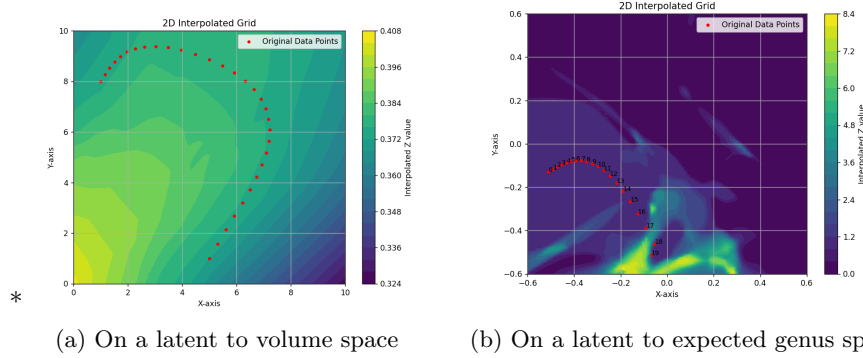 2D Interpolated Grid
Original Data Points
Y-axis
10
8
6
4
2
0
0 2 4 6 8 10
X-axis
0.408
0.396
0.384
0.372
0.360
0.348
0.336
0.324
Interpolated Z value
*
(a) On a latent to volume space
2D Interpolated Grid
Original Data Points
Y-axis
0.6
0.4
0.2
0.0
−0.2
−0.4
−0.6
−0.6 −0.4 −0.2 0.0 0.2 0.4 0.6
X-axis
12
13
14
15
16
17
18
19
8.4
7.2
6.0
4.8
3.6
2.4
1.2
0.0
Interpolated Z
(b) On a latent to expected genus sp